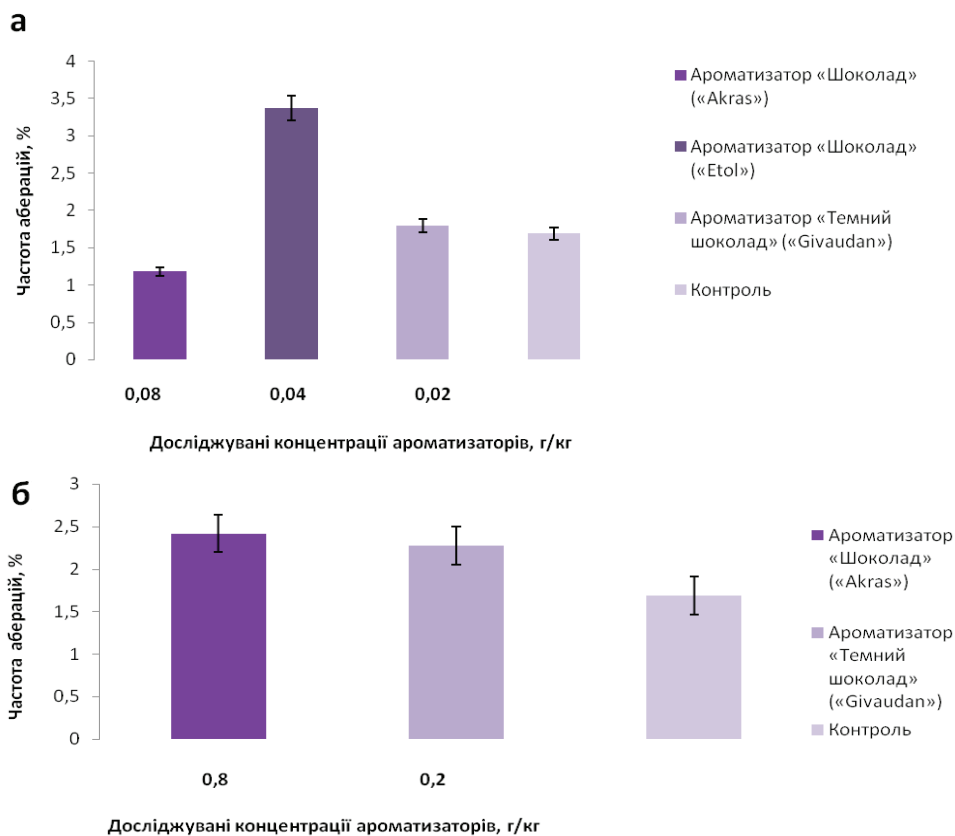 а
4
3,5
3
2,5
2
1,5
1
0,5
0
Частота аберацій, %
0,08
0,04
0,02
Досліджувані концентрації ароматизаторів, г/кг
Ароматизатор «Шоколад»
(«Akras»)
Ароматизатор «Шоколад»
(«Etol»)
Ароматизатор «Темний
шоколад» («Givaudan»)
Контроль
б
3
2,5
2
1,5
1
0,5
0
Частота аберацій, %
0,8
0,2
Досліджувані концентрації ароматизаторів, г/кг
Ароматизатор
«Шоколад»
(«Akras»)
Ароматизатор
«Темний
шоколад»
(«Givaudan»)
Контроль